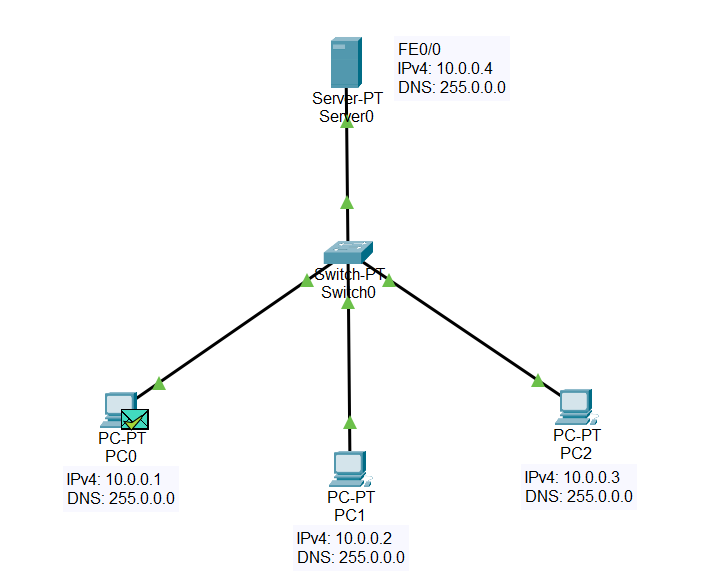 FE0/0
IPv4: 10.0.0.4
DNS: 255.0.0.0
Server-PT
Server0
Switch-PT
Switch0
PC-PT
PC0
IPv4: 10.0.0.1
DNS: 255.0.0.0
PC-PT
PC1
IPv4: 10.0.0.2
DNS: 255.0.0.0
PC-PT
PC2
IPv4: 10.0.0.3
DNS: 255.0.0.0